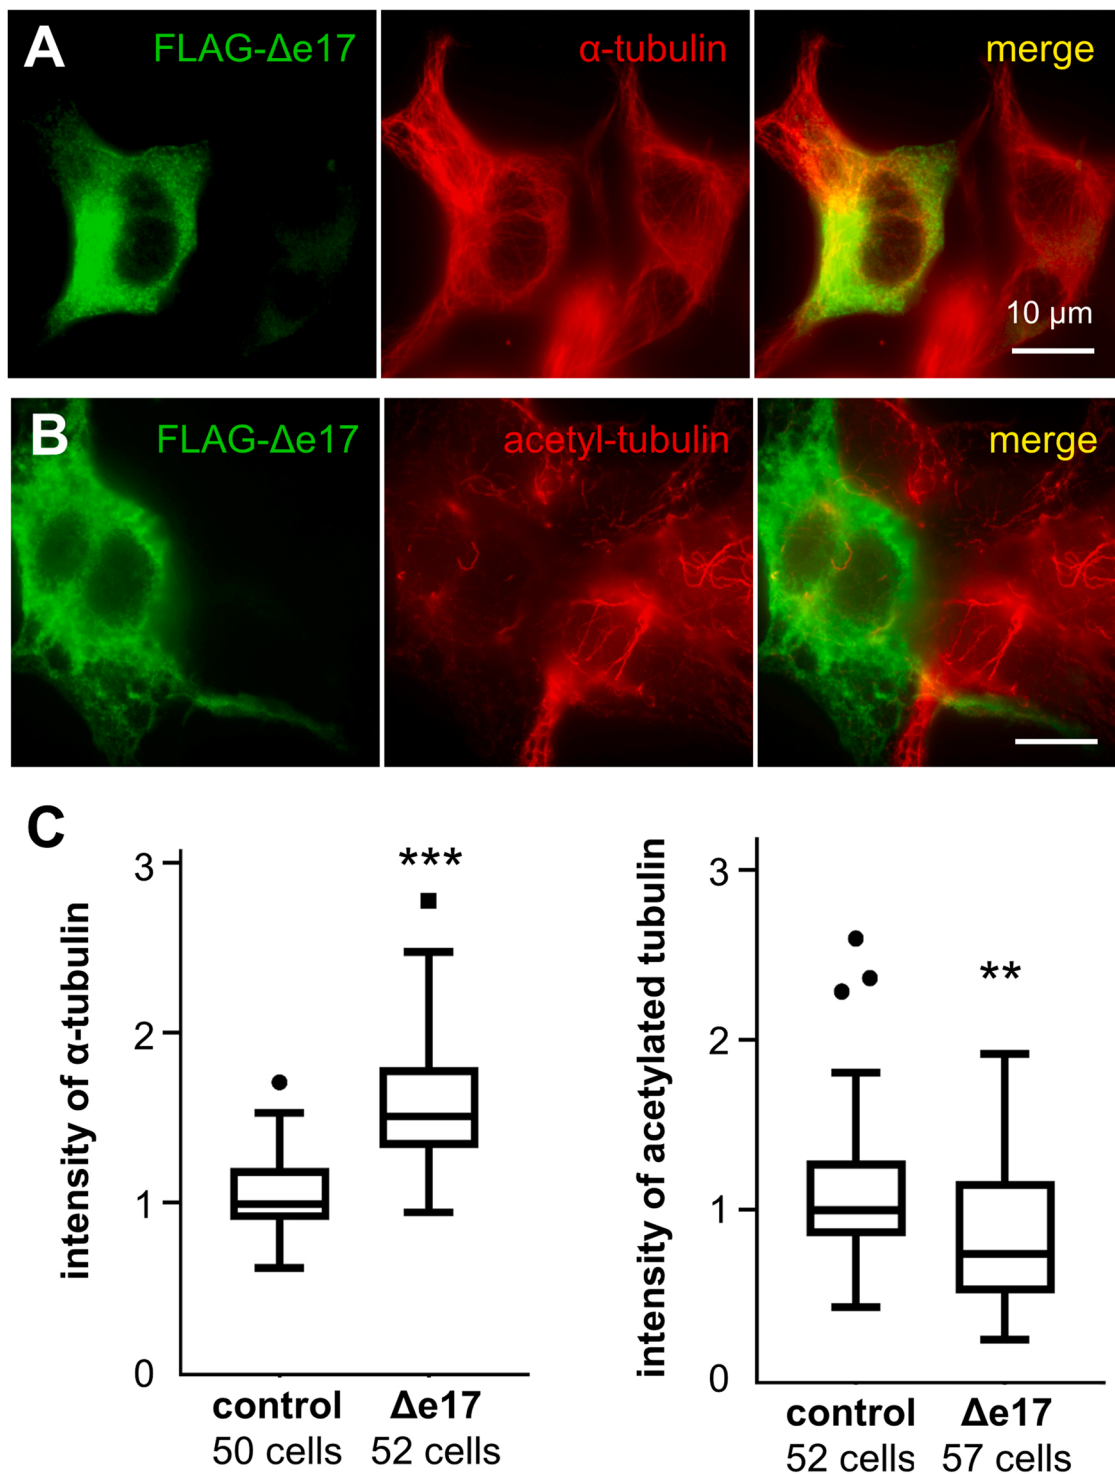 A FLAG-Δe17 α-tubulin merge
10 μm
B FLAG-Δe17 acetyl-tubulin merge
C
intensity of α-tubulin
3
2
1
0
***
control Δe17
50 cells 52 cells
intensity of acetylated tubulin
3
2
1
0
**
control Δe17
52 cells 57 cells